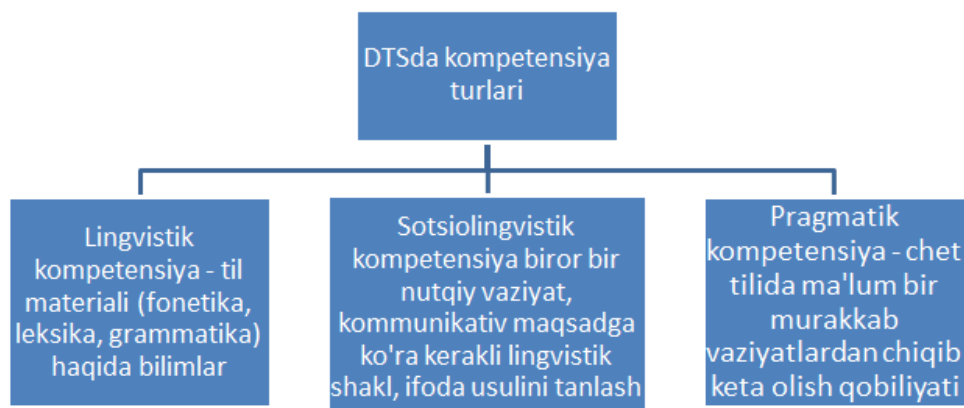 DTSda kompetensiya
turlari
Lingvistik
kompetensiya - til
materiali (fonetika,
leksika, grammatika)
haqida bilimlar
Sotsiolingvistik
kompetensiya biror bir
nutqiy vaziyat,
kommunikativ maqsadga
ko'ra kerakli lingvistik
shakl, ifoda usulini tanlash
Pragmatik
kompetensiya - chet
tilida ma'lum bir
murakkab
vaziyatlardan chiqib
keta olish qobiliyati